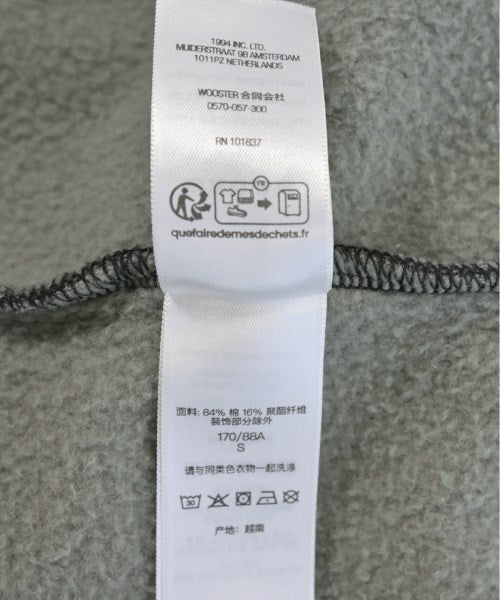 1994 INC. LTD.
MUIDERSTRAAT 9B AMSTERDAM
1011PZ NETHERLANDS
WOOSTER 合同会社
0570-057-300
RN 101837
FR
quefairedemesdechets.fr
面料: 84% 棉 16% 聚酯纤维
装饰部分除外
170/88A
S
请与同类色衣物一起洗涤
30
产地: 越南